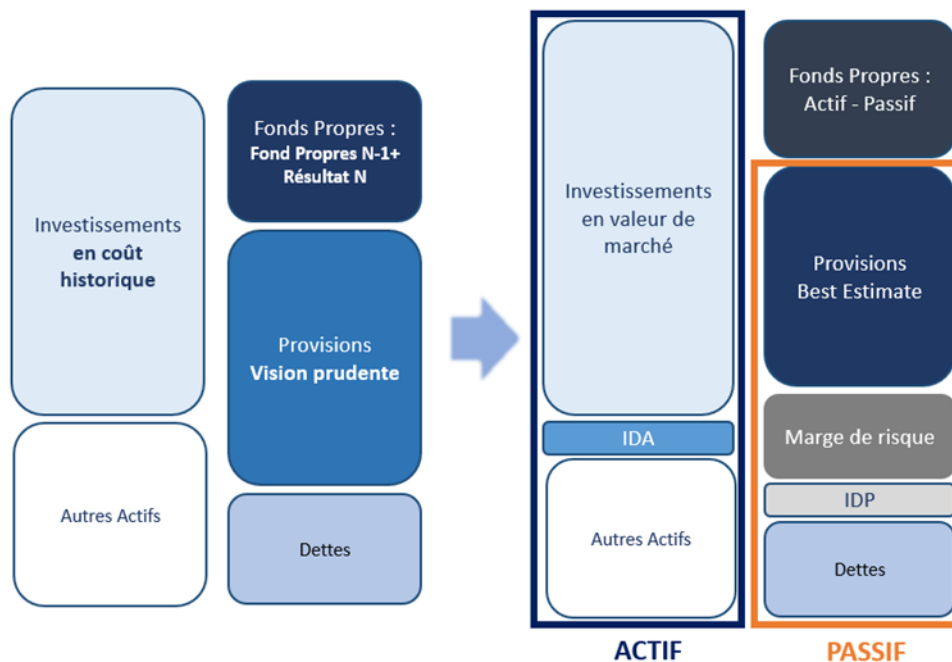 Investissements
en coût
historique
Autres Actifs
Fonds Propres :
Fond Propres N-1+
Résultat N
Provisions
Vision prudente
Dettes
Investissements
en valeur de
marché
IDA
Autres Actifs
ACTIF
Fonds Propres :
Actif - Passif
Provisions
Best Estimate
Marge de risque
IDP
Dettes
PASSIF